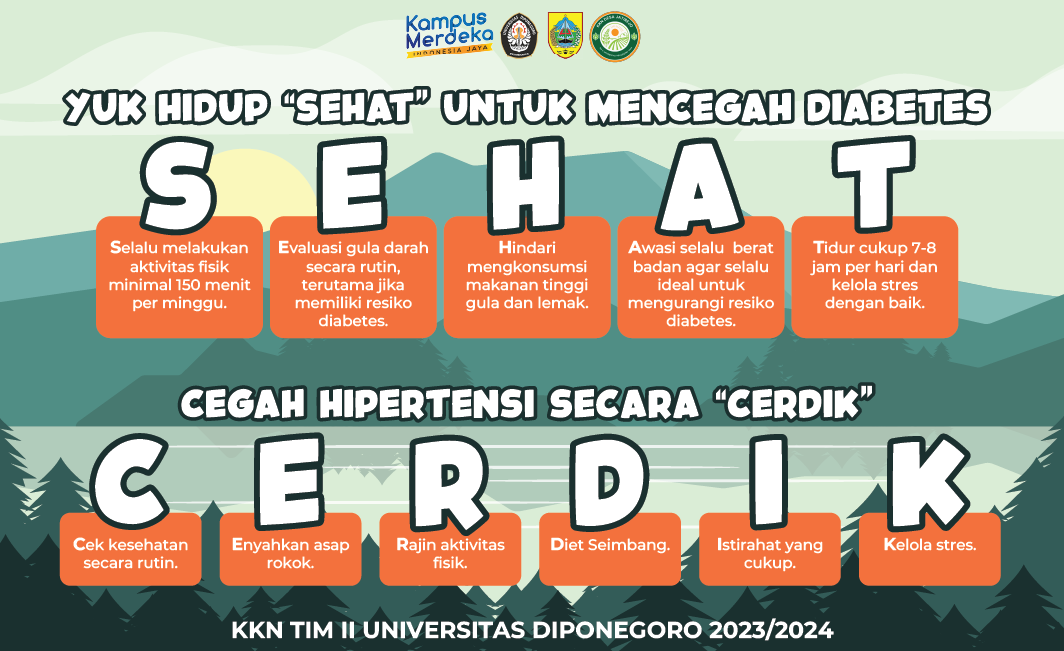 Kampus
Merdeka
INDONESIA JAYA
YUK HIDUP “SEHAT” UNTUK MENCEGAH DIABETES
S E H A T
Selalu melakukan
aktivitas fisik
minimal 150 menit
per minggu.
Evaluasi gula darah
secara rutin,
terutama jika
memiliki resiko
diabetes.
Hindari
mengkonsumsi
makanan tinggi
gula dan lemak.
Awasi selalu berat
badan agar selalu
ideal untuk
mengurangi resiko
diabetes.
Tidur cukup 7-8
jam per hari dan
kelola stres
dengan baik.
CEGAH HIPERTENSI SECARA “CERDIK”
C E R D I K
Cek kesehatan
secara rutin.
Enyahkan asap
rokok.
Rajin aktivitas
fisik.
Diet Seimbang.
Istirahat yang
cukup.
Kelola stres.
KKN TIM II UNIVERSITAS DIPONEGORO 2023/2024